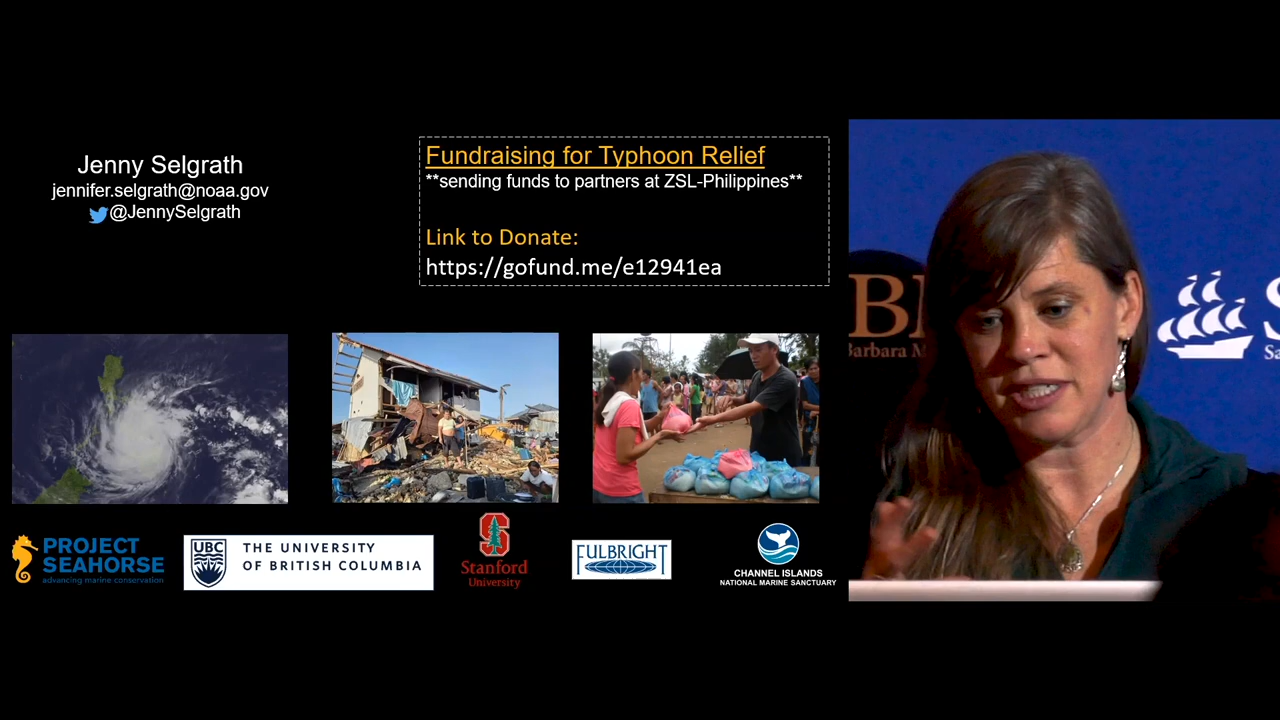 Jenny Selgrath
jennifer.selgrath@noaa.gov
@JennySelgrath
Fundraising for Typhoon Relief
**sending funds to partners at ZSL-Philippines**
Link to Donate:
https://gofund.me/e12941ea
PROJECT
SEAHORSE
advancing marine conservation
UBC
THE UNIVERSITY
OF BRITISH COLUMBIA
S
Stanford
University
FULBRIGHT
CHANNEL ISLANDS
NATIONAL MARINE SANCTUARY
Barbara